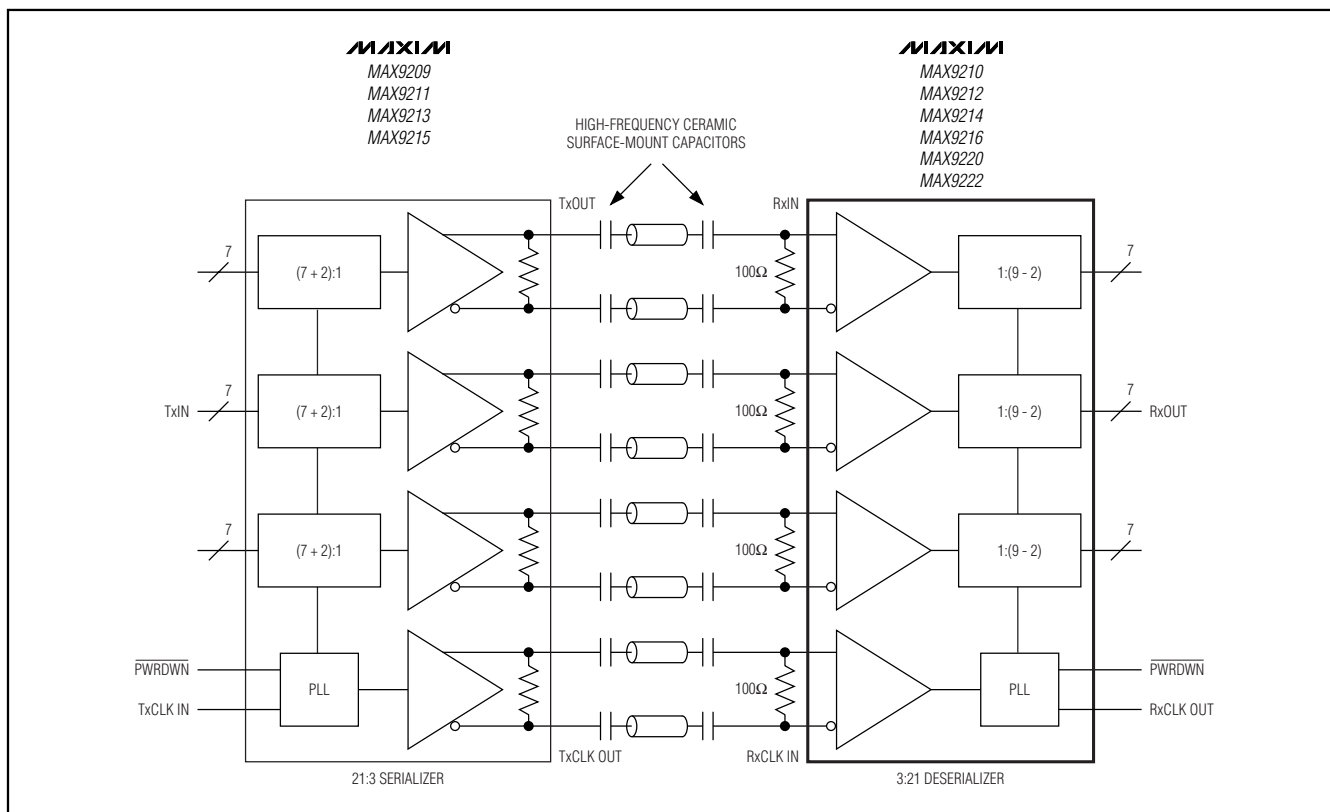 MAXIM
MAX9209
MAX9211
MAX9213
MAX9215
MAXIM
MAX9210
MAX9212
MAX9214
MAX9216
MAX9220
MAX9222
HIGH-FREQUENCY CERAMIC
SURFACE-MOUNT CAPACITORS
TxOUT
RxIN
7
(7 + 2):1
100Ω
1:(9 - 2)
7
TxIN
7
(7 + 2):1
100Ω
1:(9 - 2)
7
RxOUT
7
(7 + 2):1
100Ω
1:(9 - 2)
7
PWRDWN
TxCLK IN
PLL
100Ω
PLL
PWRDWN
RxCLK OUT
TxCLK OUT
RxCLK IN
21:3 SERIALIZER
3:21 DESERIALIZER